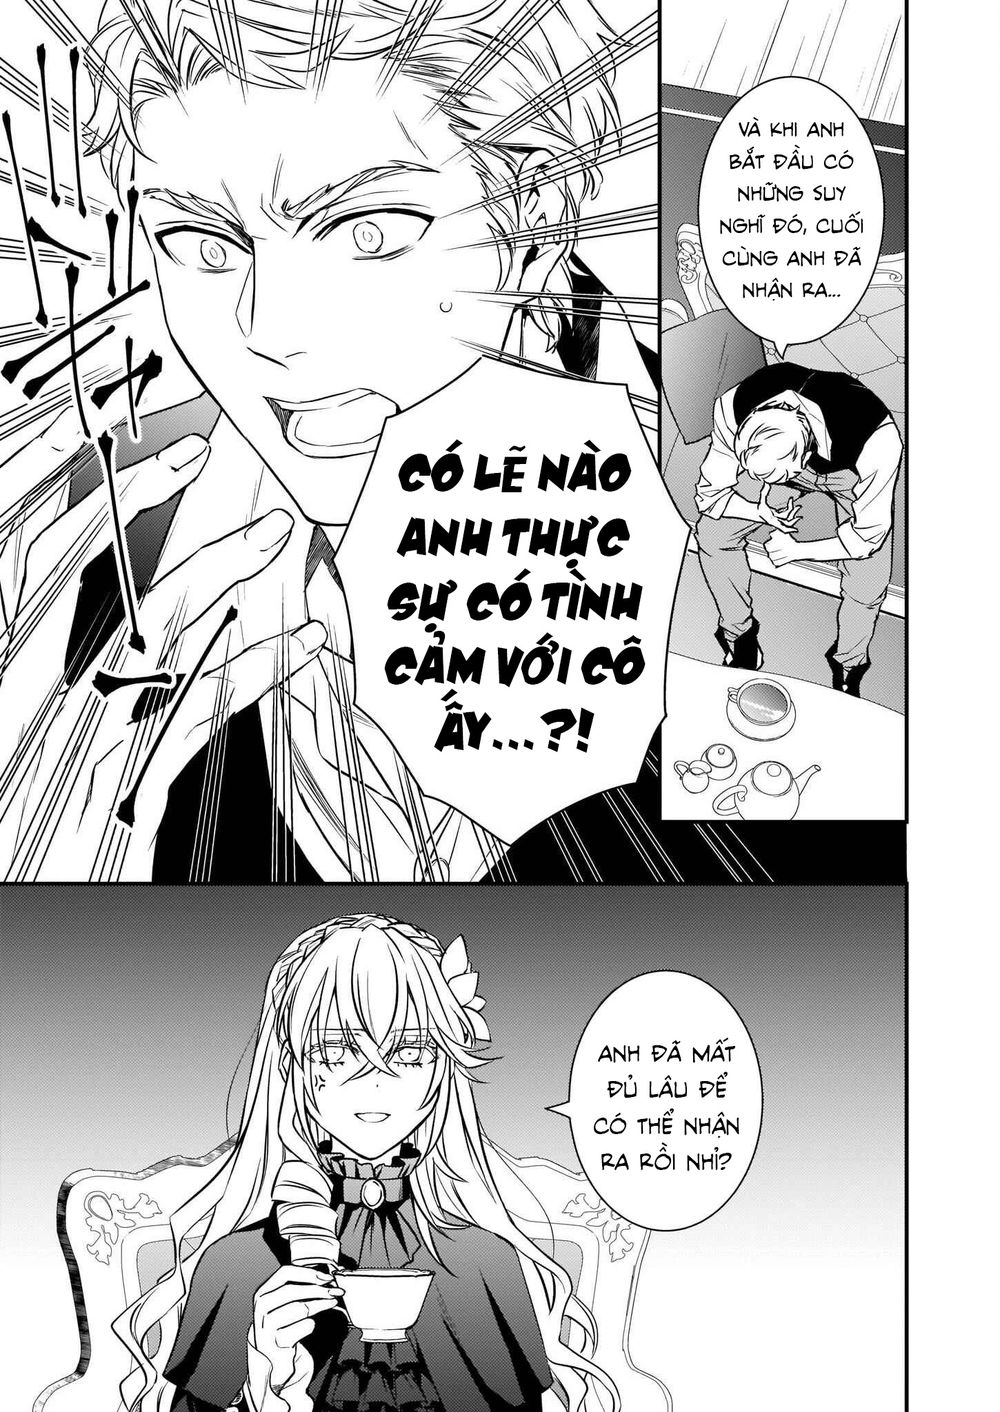 VÀ KHI ANH
BẮT ĐẦU CÓ
NHỮNG SUY
NGHĨ ĐÓ, CUỐI
CÙNG ANH ĐÃ
NHẬN RA...
CÓ LẼ NÀO
ANH THỰC
SỰ CÓ TÌNH
CẢM VỚI CÔ
ẤY...?!
ANH ĐÃ MẤT
ĐỦ LÂU ĐỂ
CÓ THỂ NHẬN
RA RỒI NHỈ?